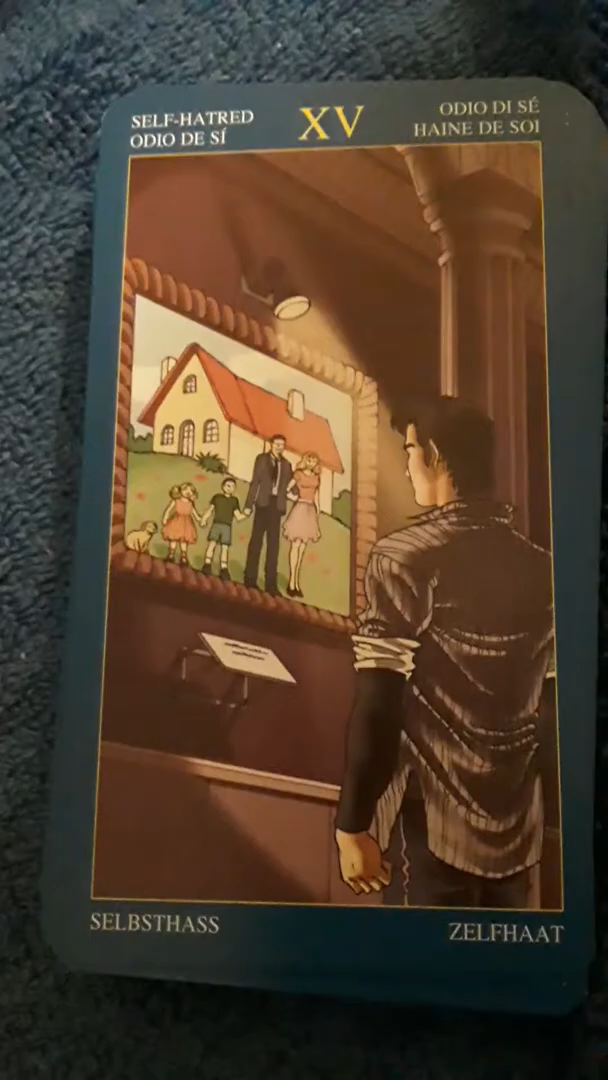 SELF-HATRED
ODIO DE SÍ
XV
ODIO DI SÉ
HAINE DE SOI
SELBSTHASS
ZELFHAAT